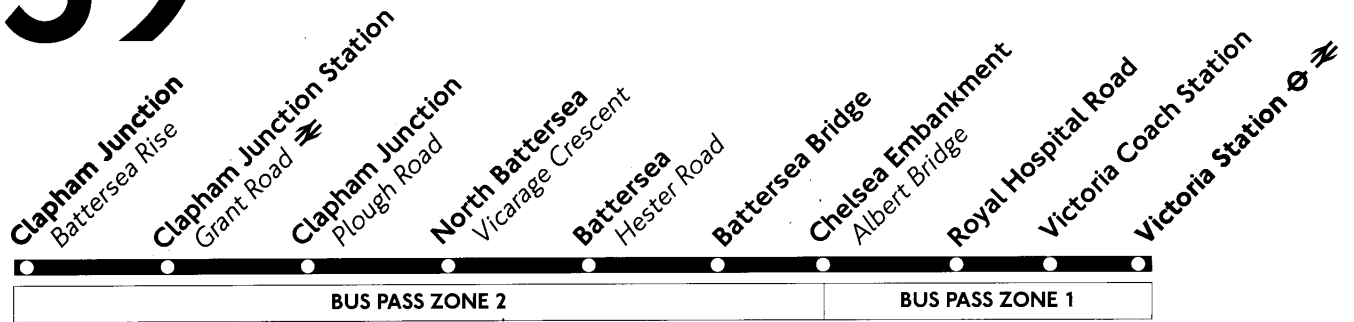 Clapham Junction
Battersea Rise
Clapham Junction Station
Grant Road
Clapham Junction
Plough Road
North Battersea
Vicarage Crescent
Battersea
Hester Road
Battersea Bridge
Chelsea Embankment
Albert Bridge
Royal Hospital Road
Victoria Coach Station
Victoria Station
BUS PASS ZONE 2
BUS PASS ZONE 1